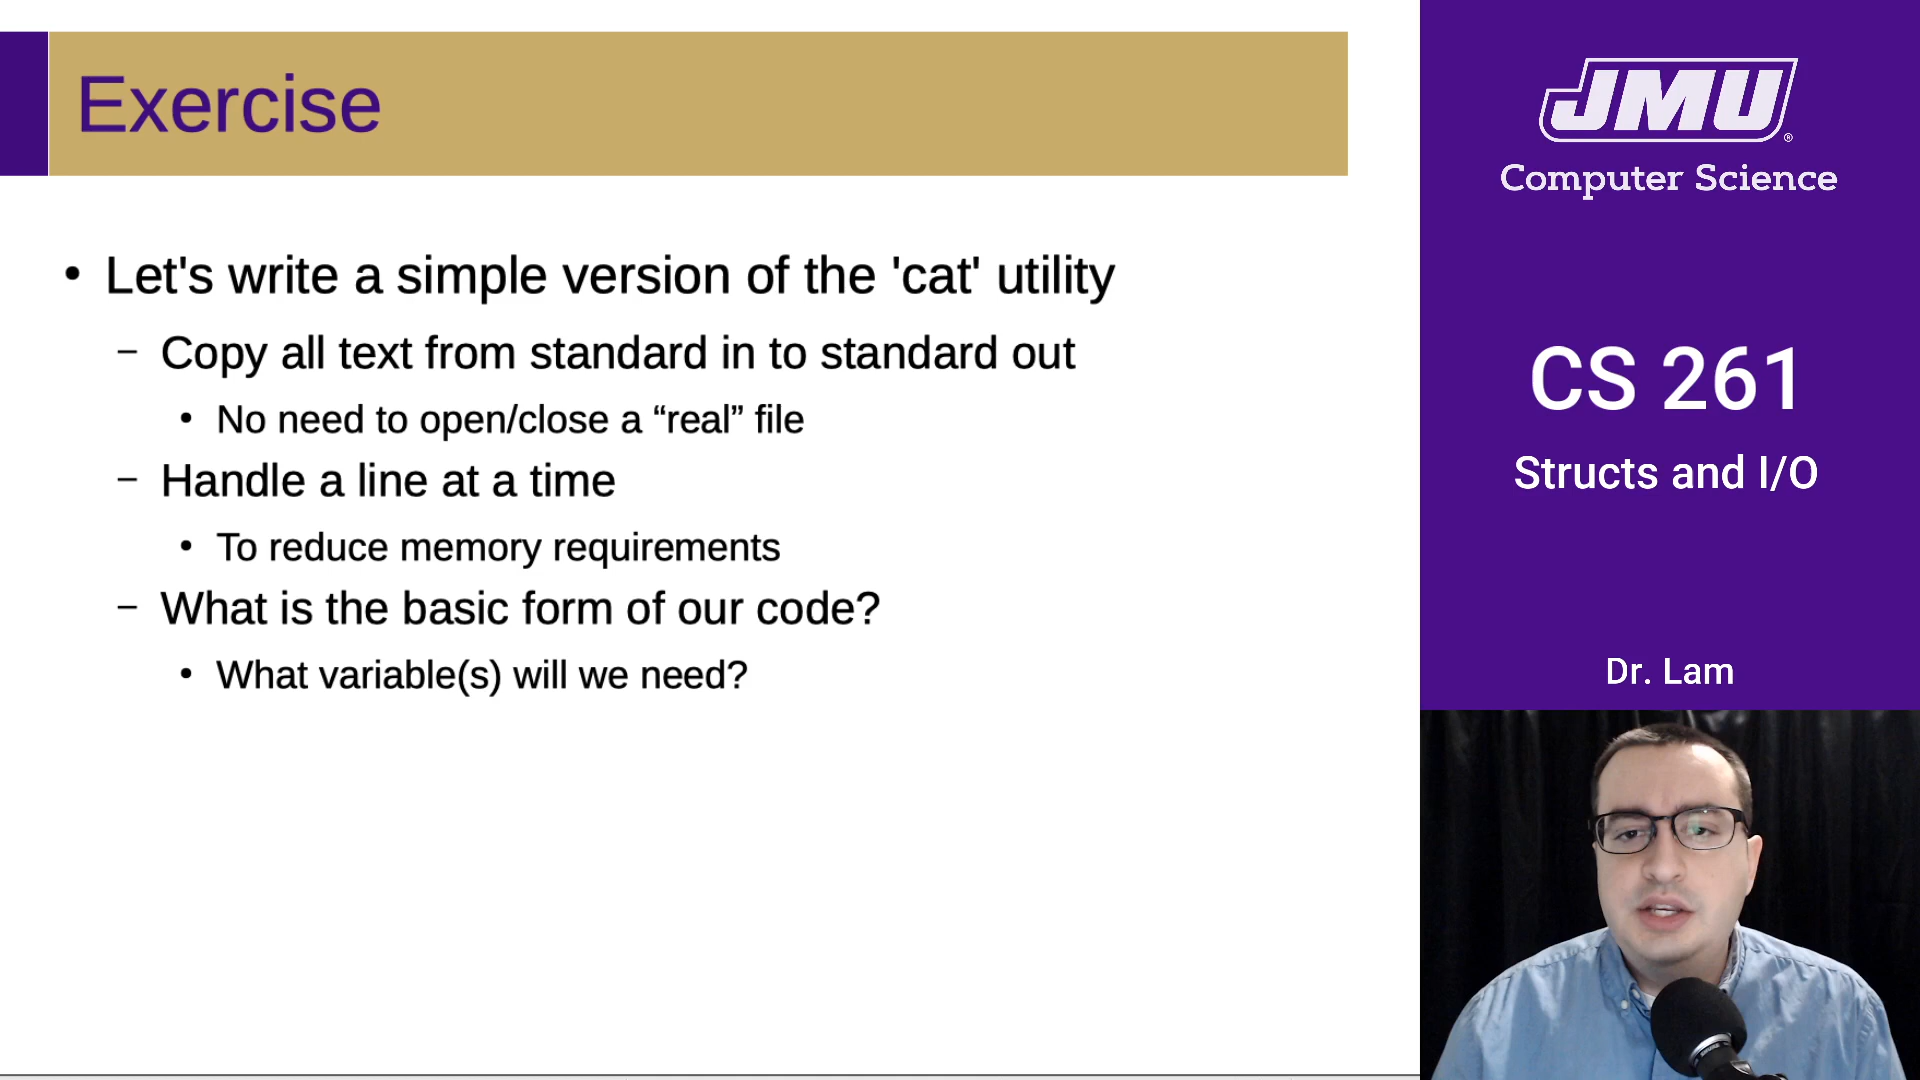 Exercise
• Let's write a simple version of the 'cat' utility
– Copy all text from standard in to standard out
• No need to open/close a “real” file
– Handle a line at a time
• To reduce memory requirements
– What is the basic form of our code?
• What variable(s) will we need?
JMU®
Computer Science
CS 261
Structs and I/O
Dr. Lam